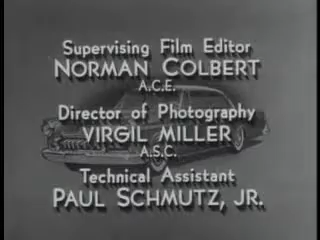 Supervising Film Editor
NORMAN COLBERT
A.C.E.
Director of Photography
VIRGIL MILLER
A.S.C.
Technical Assistant
PAUL SCHMUTZ, JR.